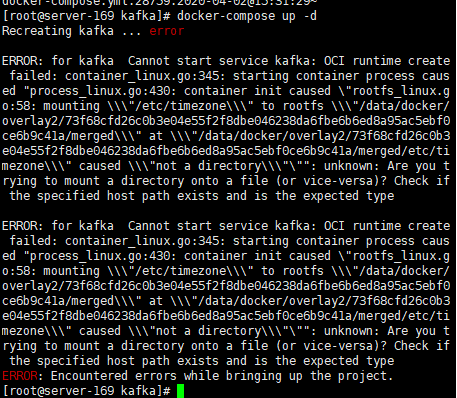 docker-compose.yml.28759.2020-04-02@15:31:29~
[root@server-169 kafka]# docker-compose up -d
Recreating kafka ... error

ERROR: for kafka  Cannot start service kafka: OCI runtime create
 failed: container_linux.go:345: starting container process caus
ed "process_linux.go:430: container init caused \"rootfs_linux.g
o:58: mounting \\\"/etc/timezone\\\" to rootfs \\\"/data/docker/
overlay2/73f68cfd26c0b3e04e55f2f8dbe046238da6fbe6b6ed8a95ac5ebf0
ce6b9c41a/merged\\\" at \\\"/data/docker/overlay2/73f68cfd26c0b3
e04e55f2f8dbe046238da6fbe6b6ed8a95ac5ebf0ce6b9c41a/merged/etc/ti
mezone\\\" caused \\\"not a directory\\\"\"": unknown: Are you t
rying to mount a directory onto a file (or vice-versa)? Check if
 the specified host path exists and is the expected type

ERROR: for kafka  Cannot start service kafka: OCI runtime create
 failed: container_linux.go:345: starting container process caus
ed "process_linux.go:430: container init caused \"rootfs_linux.g
o:58: mounting \\\"/etc/timezone\\\" to rootfs \\\"/data/docker/
overlay2/73f68cfd26c0b3e04e55f2f8dbe046238da6fbe6b6ed8a95ac5ebf0
ce6b9c41a/merged\\\" at \\\"/data/docker/overlay2/73f68cfd26c0b3
e04e55f2f8dbe046238da6fbe6b6ed8a95ac5ebf0ce6b9c41a/merged/etc/ti
mezone\\\" caused \\\"not a directory\\\"\"": unknown: Are you t
rying to mount a directory onto a file (or vice-versa)? Check if
 the specified host path exists and is the expected type
ERROR: Encountered errors while bringing up the project.
[root@server-169 kafka]#